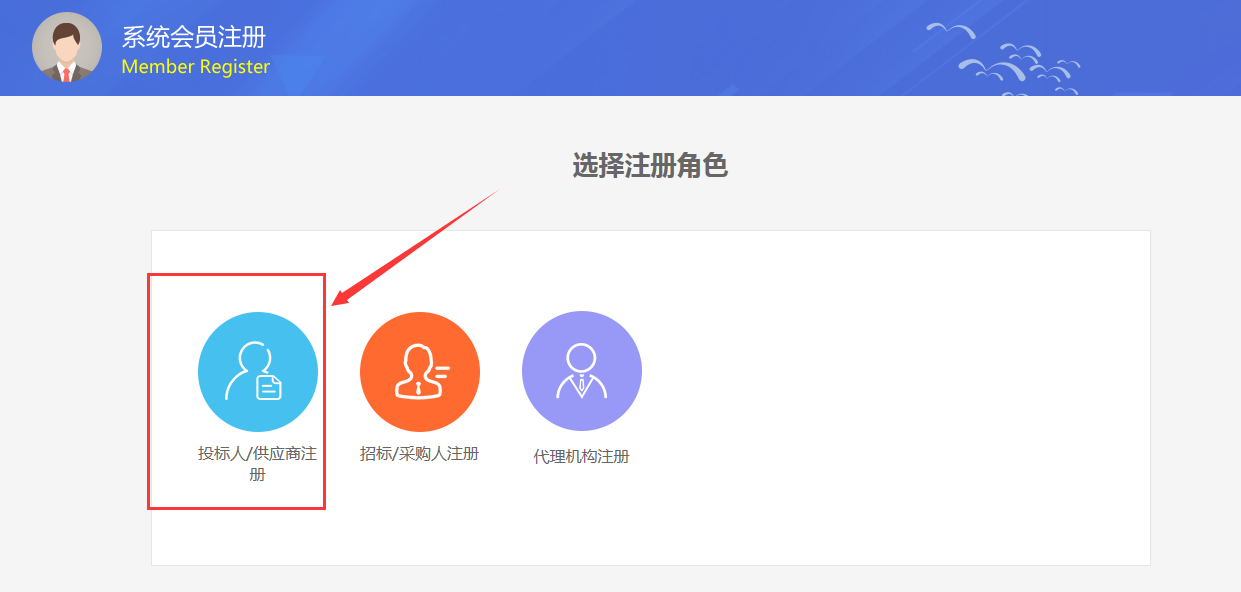 系统会员注册
Member Register
选择注册角色
投标人/供应商注
册
招标/采购人注册
代理机构注册